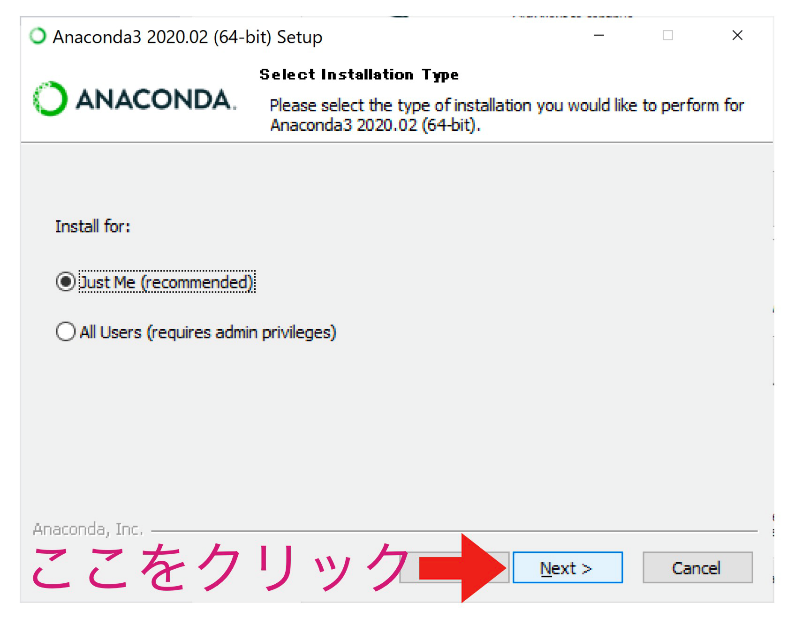 Anaconda3 2020.02 (64-bit) Setup
ANACONDA.
Select Installation Type
Please select the type of installation you would like to perform for
Anaconda3 2020.02 (64-bit).
Install for:
Just Me (recommended)
All Users (requires admin privileges)
Anaconda, Inc.
ここをクリック
Next >
Cancel